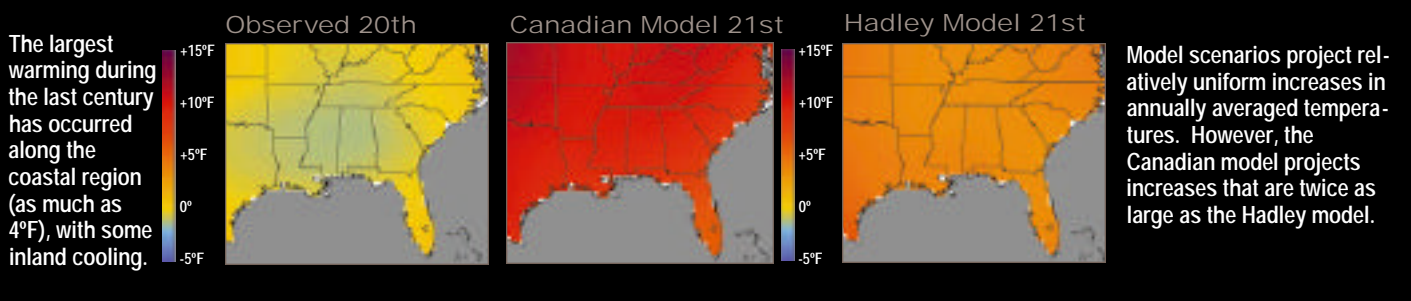 The largest
warming during
the last century
has occurred
along the
coastal region
(as much as
4ºF), with some
inland cooling.
Observed 20th
+15ºF
+10ºF
+5ºF
0º
-5ºF
Canadian Model 21st
+15ºF
+10ºF
+5ºF
0º
-5ºF
Hadley Model 21st
Model scenarios project rel-
atively uniform increases in
annually averaged tempera-
tures. However, the
Canadian model projects
increases that are twice as
large as the Hadley model.